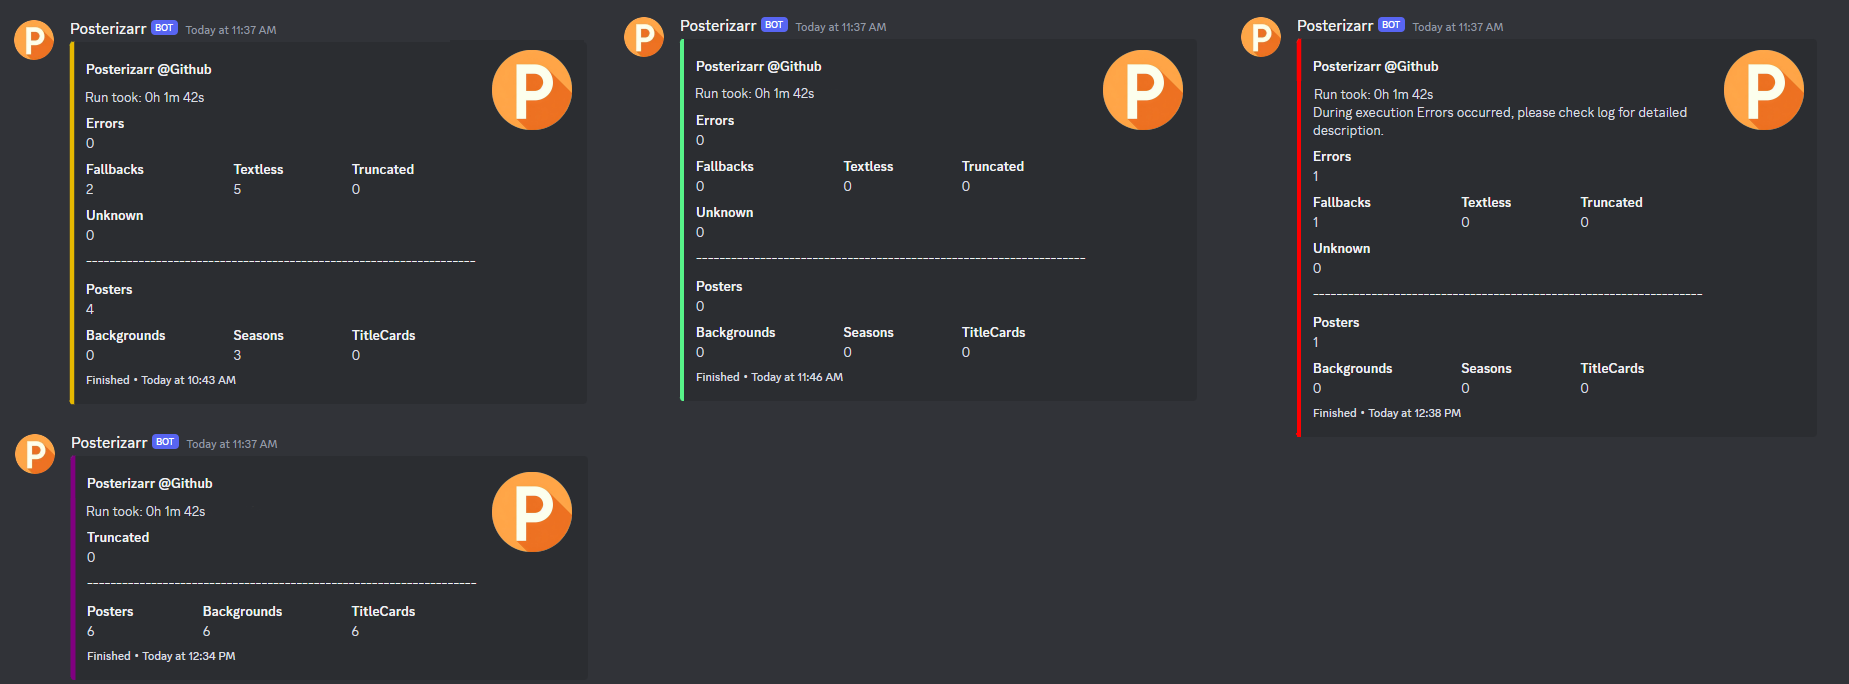 P
Posterizarr BOT Today at 11:37 AM
Posterizarr @Github
P
Run took: 0h 1m 42s
Errors
0
Fallbacks Textless Truncated
2 5 0
Unknown
0
-------------------------------------------------------------------
Posters
4
Backgrounds Seasons TitleCards
0 3 0
Finished • Today at 10:43 AM
P
Posterizarr BOT Today at 11:37 AM
Posterizarr @Github
P
Run took: 0h 1m 42s
Errors
0
Fallbacks Textless Truncated
0 0 0
Unknown
0
-------------------------------------------------------------------
Posters
0
Backgrounds Seasons TitleCards
0 0 0
Finished • Today at 11:46 AM
P
Posterizarr BOT Today at 11:37 AM
Posterizarr @Github
P
Run took: 0h 1m 42s
During execution Errors occurred, please check log for detailed
description.
Errors
1
Fallbacks Textless Truncated
1 0 0
Unknown
0
-------------------------------------------------------------------
Posters
1
Backgrounds Seasons TitleCards
0 0 0
Finished • Today at 12:38 PM
P
Posterizarr BOT Today at 11:37 AM
Posterizarr @Github
P
Run took: 0h 1m 42s
Truncated
0
-------------------------------------------------------------------
Posters Backgrounds TitleCards
6 6 6
Finished • Today at 12:34 PM